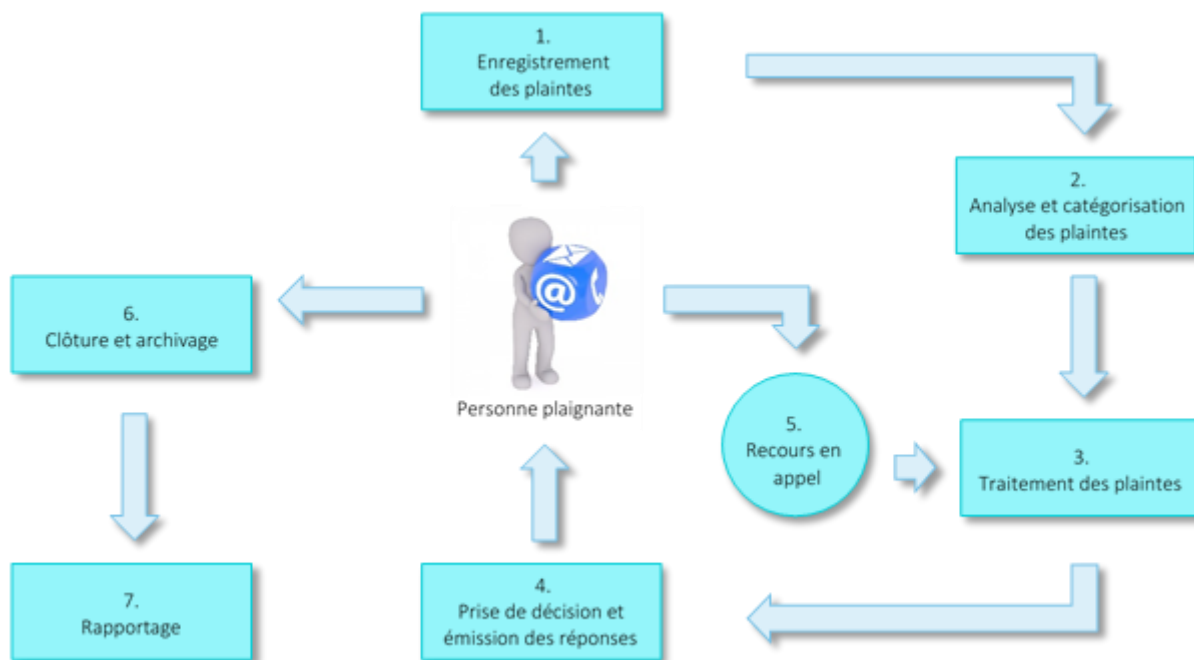 1.
Enregistrement
des plaintes
2.
Analyse et catégorisation
des plaintes
6.
Clôture et archivage
@
Personne plaignante
5.
Recours en
appel
3.
Traitement des plaintes
7.
Rapportage
4.
Prise de décision et
émission des réponses